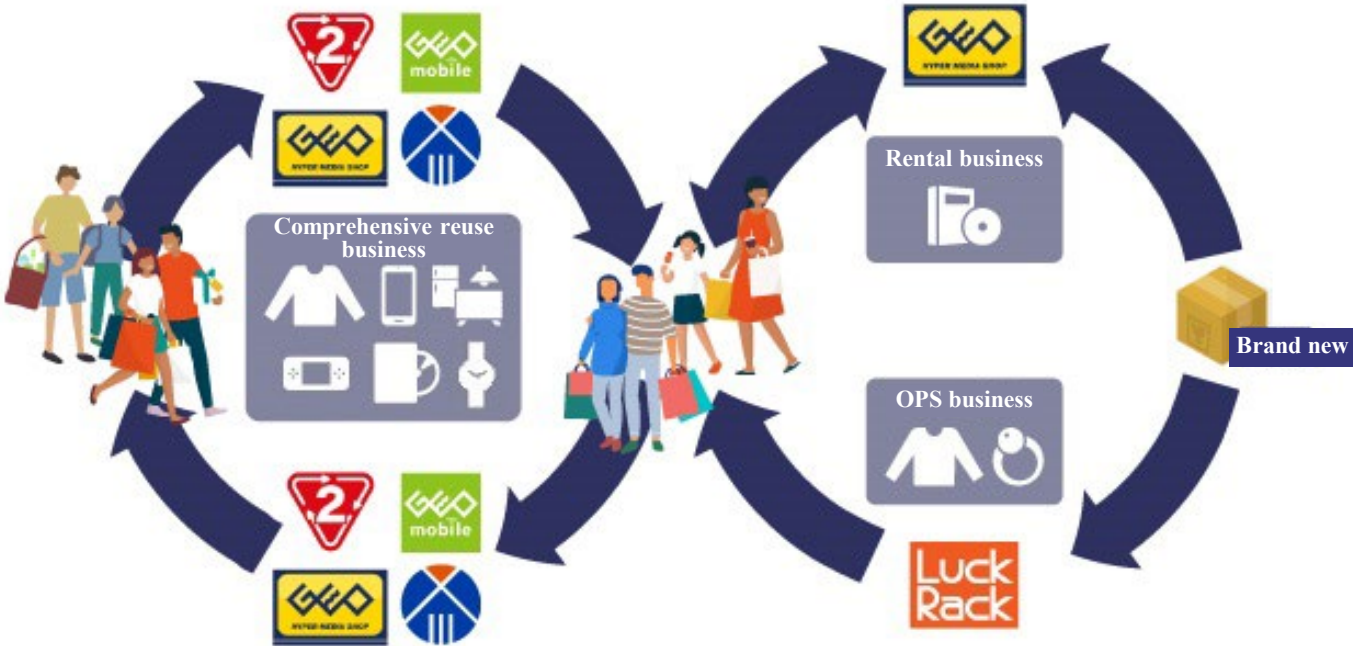 2
GEO
mobile
GEO
HYPER MEDIA SHOP
Comprehensive reuse
business
2
GEO
mobile
GEO
HYPER MEDIA SHOP
GEO
HYPER MEDIA SHOP
Rental business
Brand new
OPS business
Luck
Rack